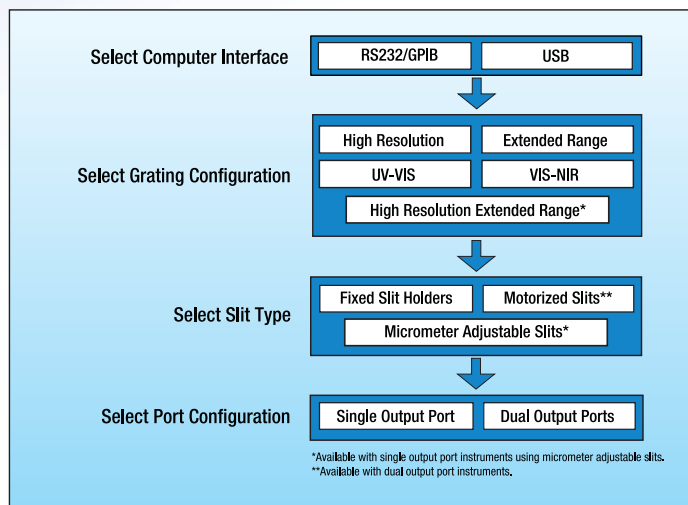 Select Computer Interface
RS232/GPIB
USB
Select Grating Configuration
High Resolution
Extended Range
UV-VIS
VIS-NIR
High Resolution Extended Range*
Select Slit Type
Fixed Slit Holders
Motorized Slits**
Micrometer Adjustable Slits*
Select Port Configuration
Single Output Port
Dual Output Ports
*Available with single output port instruments using micrometer adjustable slits.
**Available with dual output port instruments.